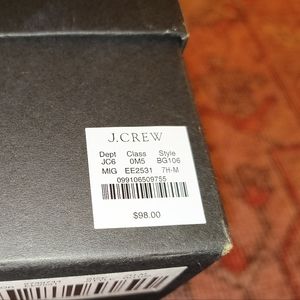 J.CREW
Dept Class Style
JC6 0M5 BG106
MIG EE2531 7H-M
099106509755
$98.00